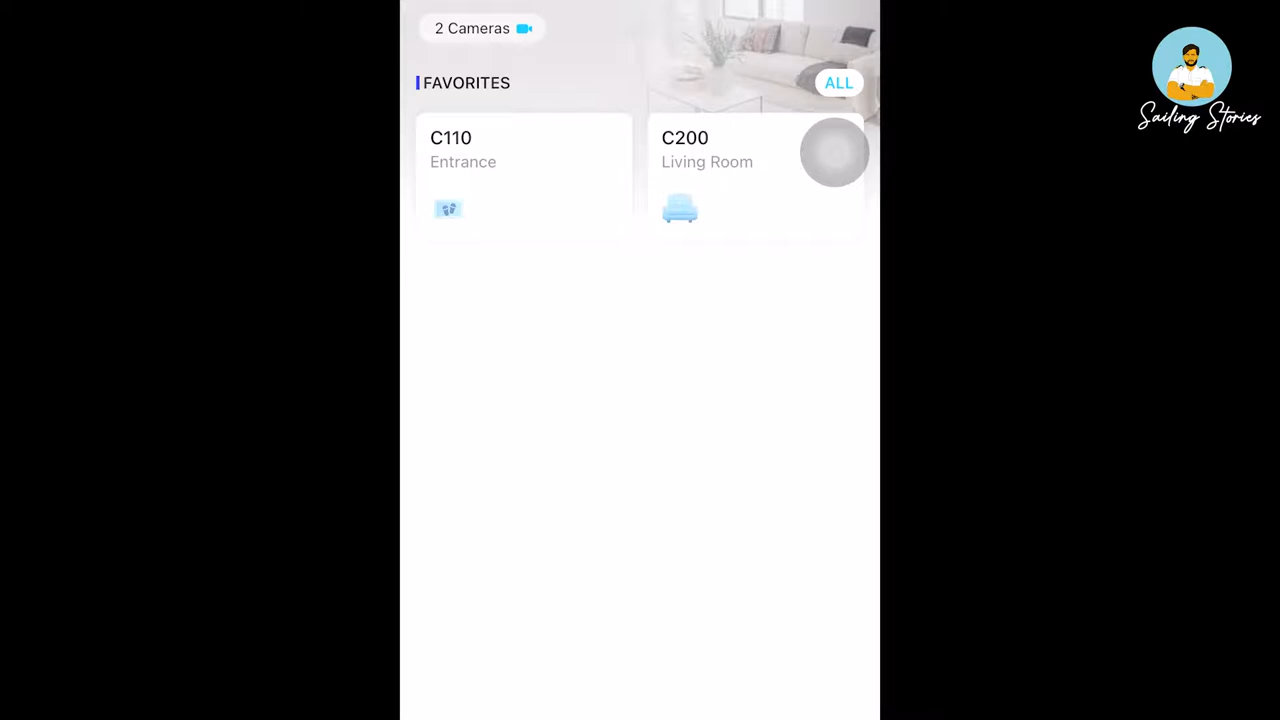 2 Cameras
FAVORITES
ALL
C110
Entrance
C200
Living Room
Sailing Stories